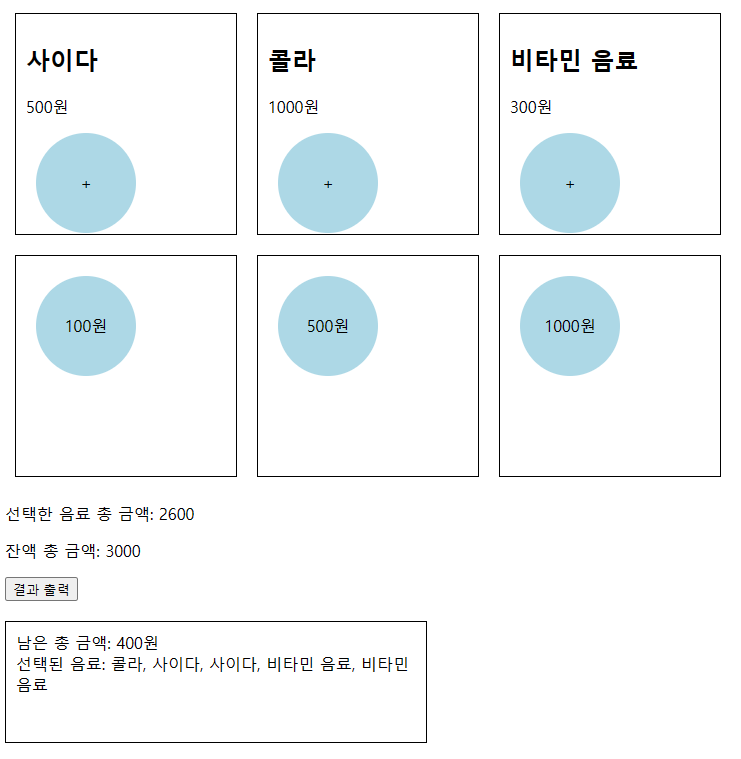 사이다
콜라
비타민 음료
500원
1000원
300원
+
+
+
100원
500원
1000원
선택한 음료 총 금액: 2600
잔액 총 금액: 3000
결과 출력
남은 총 금액: 400원
선택된 음료: 콜라, 사이다, 사이다, 비타민 음료, 비타민
음료